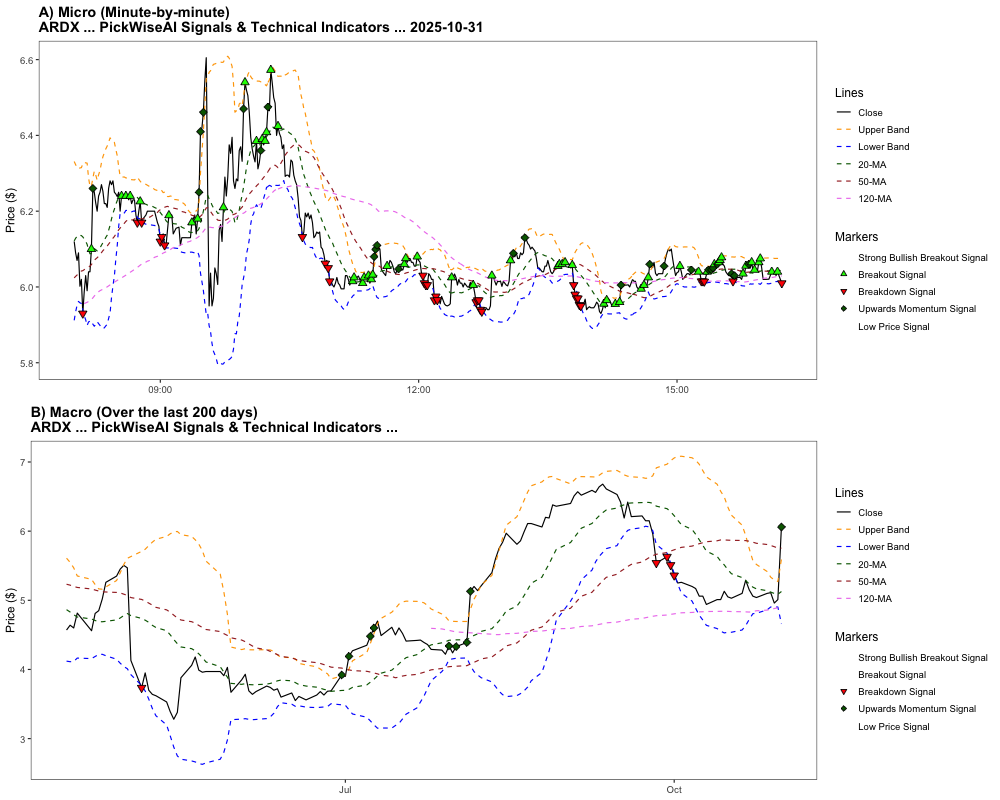 A) Micro (Minute-by-minute)
ARDX ... PickWiseAI Signals & Technical Indicators ... 2025-10-31
Price ($)
6.6
6.4
6.2
6.0
5.8
09:00
12:00
15:00
Lines
Close
Upper Band
Lower Band
20-MA
50-MA
120-MA
Markers
Strong Bullish Breakout Signal
Breakout Signal
Breakdown Signal
Upwards Momentum Signal
Low Price Signal
B) Macro (Over the last 200 days)
ARDX ... PickWiseAI Signals & Technical Indicators ...
Price ($)
7
6
5
4
3
Jul
Oct
Lines
Close
Upper Band
Lower Band
20-MA
50-MA
120-MA
Markers
Strong Bullish Breakout Signal
Breakout Signal
Breakdown Signal
Upwards Momentum Signal
Low Price Signal